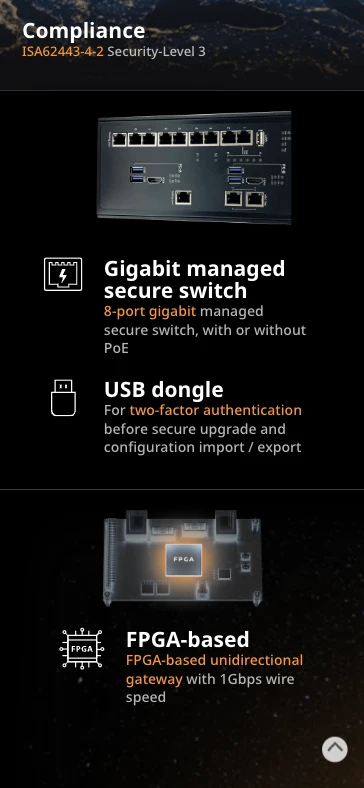 Compliance
ISA62443-4-2 Security-Level 3
Gigabit managed
secure switch
8-port gigabit managed
secure switch, with or without
PoE
USB dongle
For two-factor authentication
before secure upgrade and
configuration import / export
FPGA
FPGA-based
FPGA
FPGA-based unidirectional
gateway with 1Gbps wire
speed